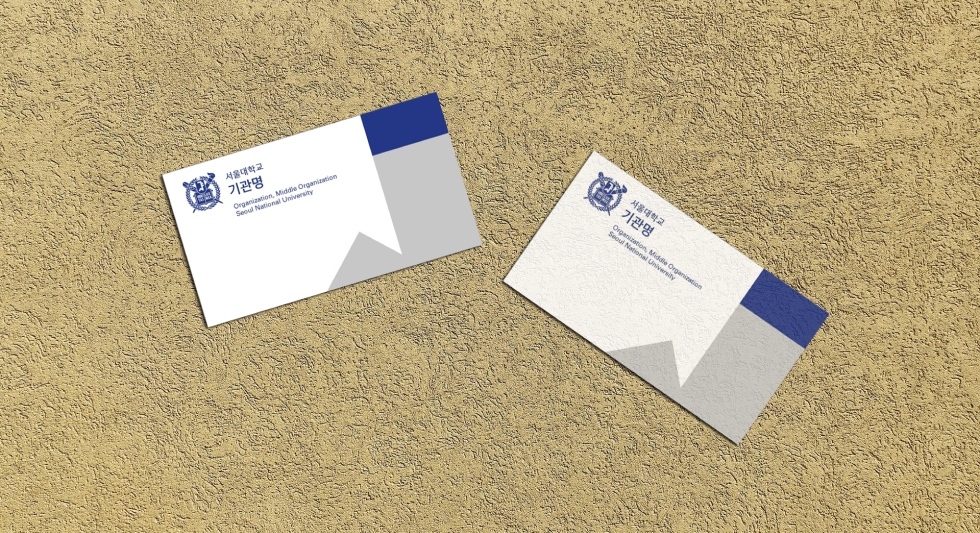 서울대학교
기관명
Organization, Middle Organization
Seoul National University
서울대학교
기관명
Organization, Middle Organization
Seoul National University